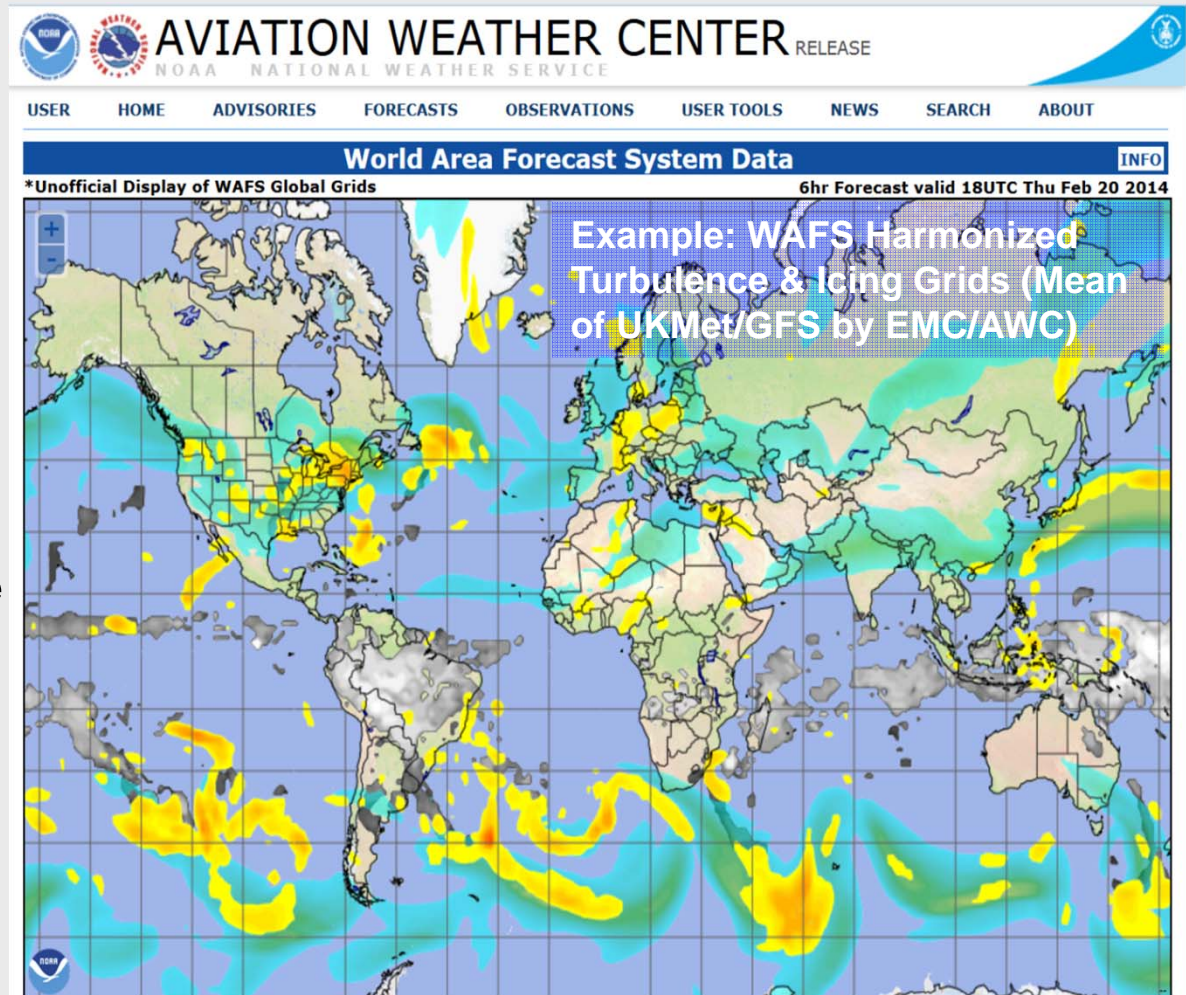 AVIATION WEATHER CENTER RELEASE
NOAA NATIONAL WEATHER SERVICE
USER HOME ADVISORIES FORECASTS OBSERVATIONS USER TOOLS NEWS SEARCH ABOUT
World Area Forecast System Data INFO
*Unofficial Display of WAFS Global Grids 6hr Forecast valid 18UTC Thu Feb 20 2014
+
-
Example: WAFS Harmonized
Turbulence & Icing Grids (Mean
of UKMet/GFS by EMC/AWC)
NOAA